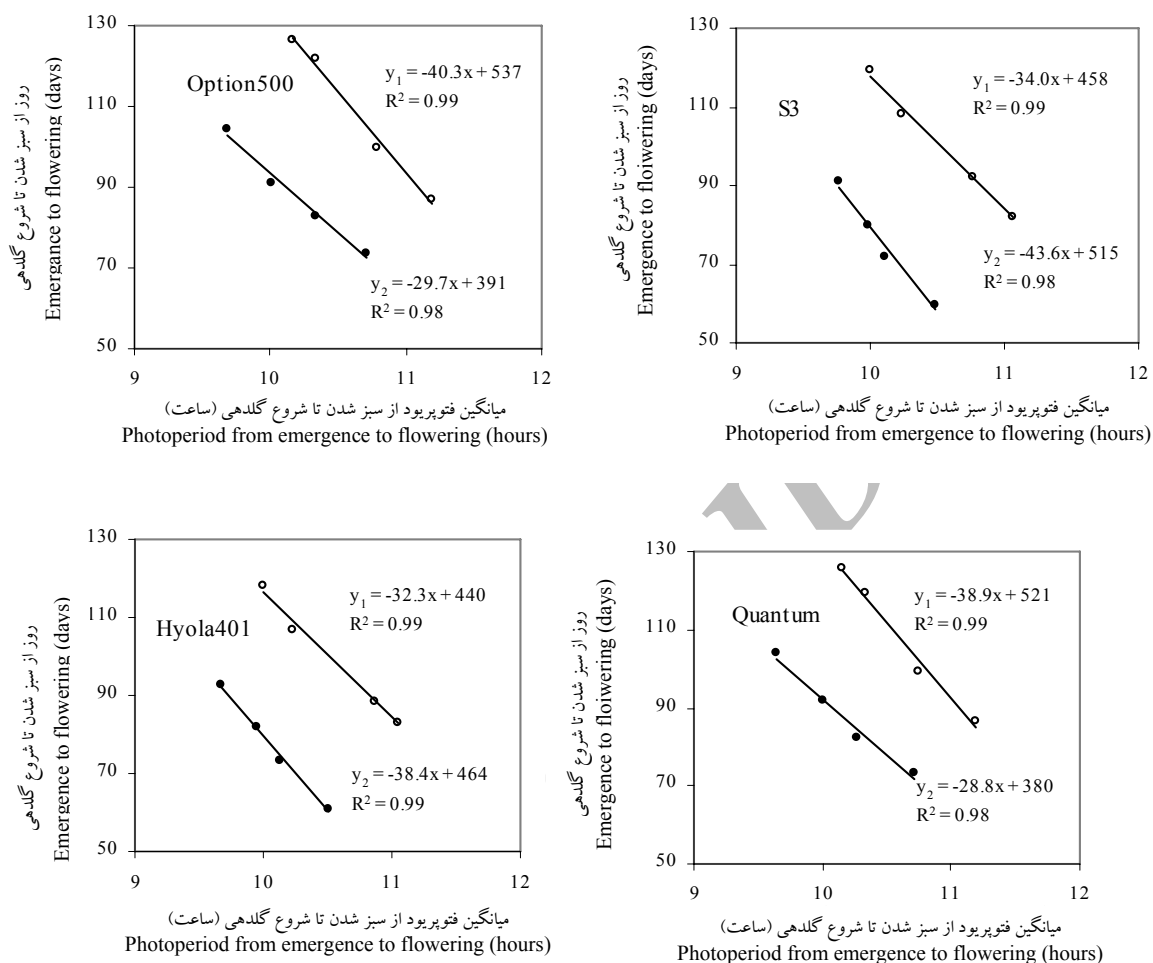 130
110
90
70
50
Option500
y1 = -40.3x + 537
R2 = 0.99
y2 = -29.7x + 391
R2 = 0.98
9 10 11 12
روز از سبز شدن تا شروع گلدهی
Emergance to flowering (days)
میانگین فتوپریود از سبز شدن تا شروع گلدهی (ساعت)
Photoperiod from emergence to flowering (hours)
130
110
90
70
50
S3
y1 = -34.0x + 458
R2 = 0.99
y2 = -43.6x + 515
R2 = 0.98
9 10 11 12
روز از سبز شدن تا شروع گلدهی
Emergence to floiwering (days)
میانگین فتوپریود از سبز شدن تا شروع گلدهی (ساعت)
Photoperiod from emergence to flowering (hours)
130
110
90
70
50
Hyola401
y1 = -32.3x + 440
R2 = 0.99
y2 = -38.4x + 464
R2 = 0.99
9 10 11 12
روز از سبز شدن تا شروع گلدهی
Emergence to flowering (days)
میانگین فتوپریود از سبز شدن تا شروع گلدهی (ساعت)
Photoperiod from emergence to flowering (hours)
130
110
90
70
50
Quantum
y1 = -38.9x + 521
R2 = 0.99
y2 = -28.8x + 380
R2 = 0.98
9 10 11 12
روز از سبز شدن تا شروع گلدهی
Emergence to floiwering (days)
میانگین فتوپریود از سبز شدن تا شروع گلدهی (ساعت)
Photoperiod from emergence to flowering (hours)